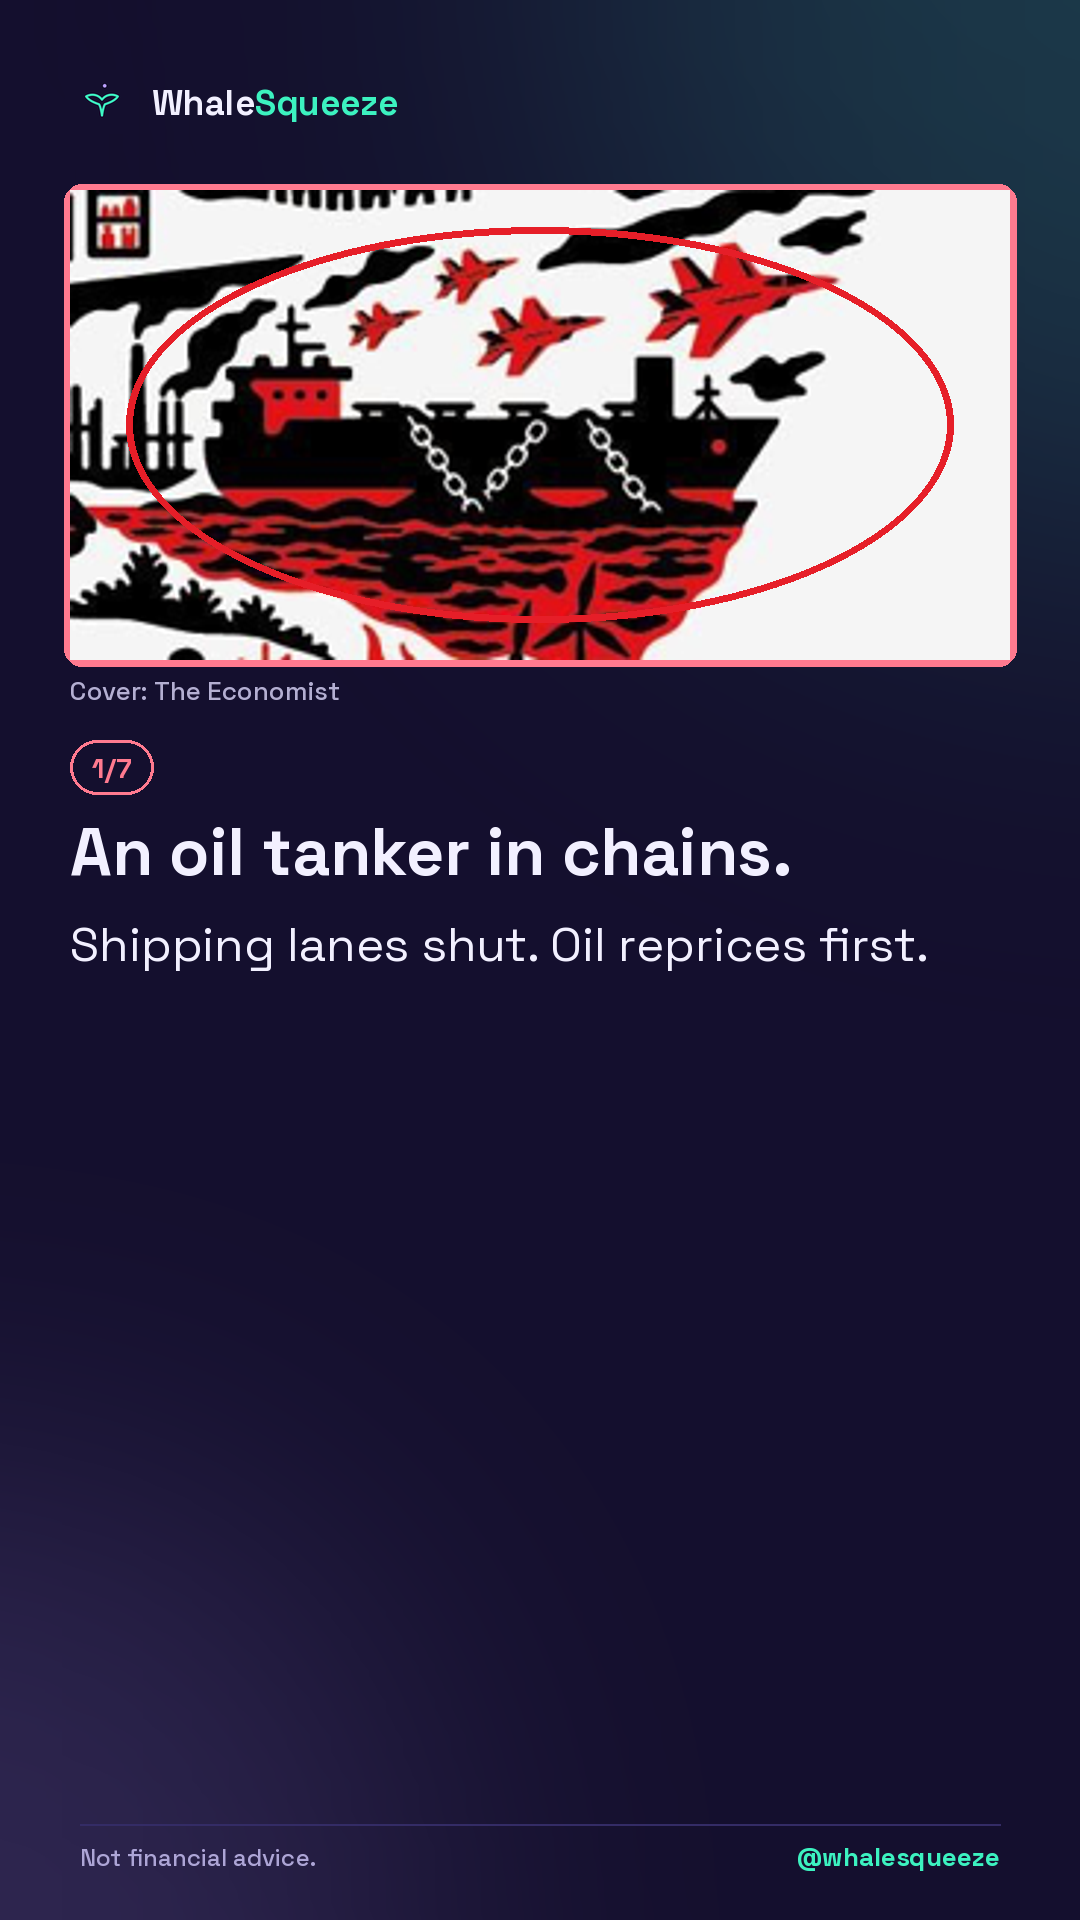 WhaleSqueeze
Cover: The Economist
1/7
An oil tanker in chains.
Shipping lanes shut. Oil reprices first.
Not financial advice.
@whalesqueeze